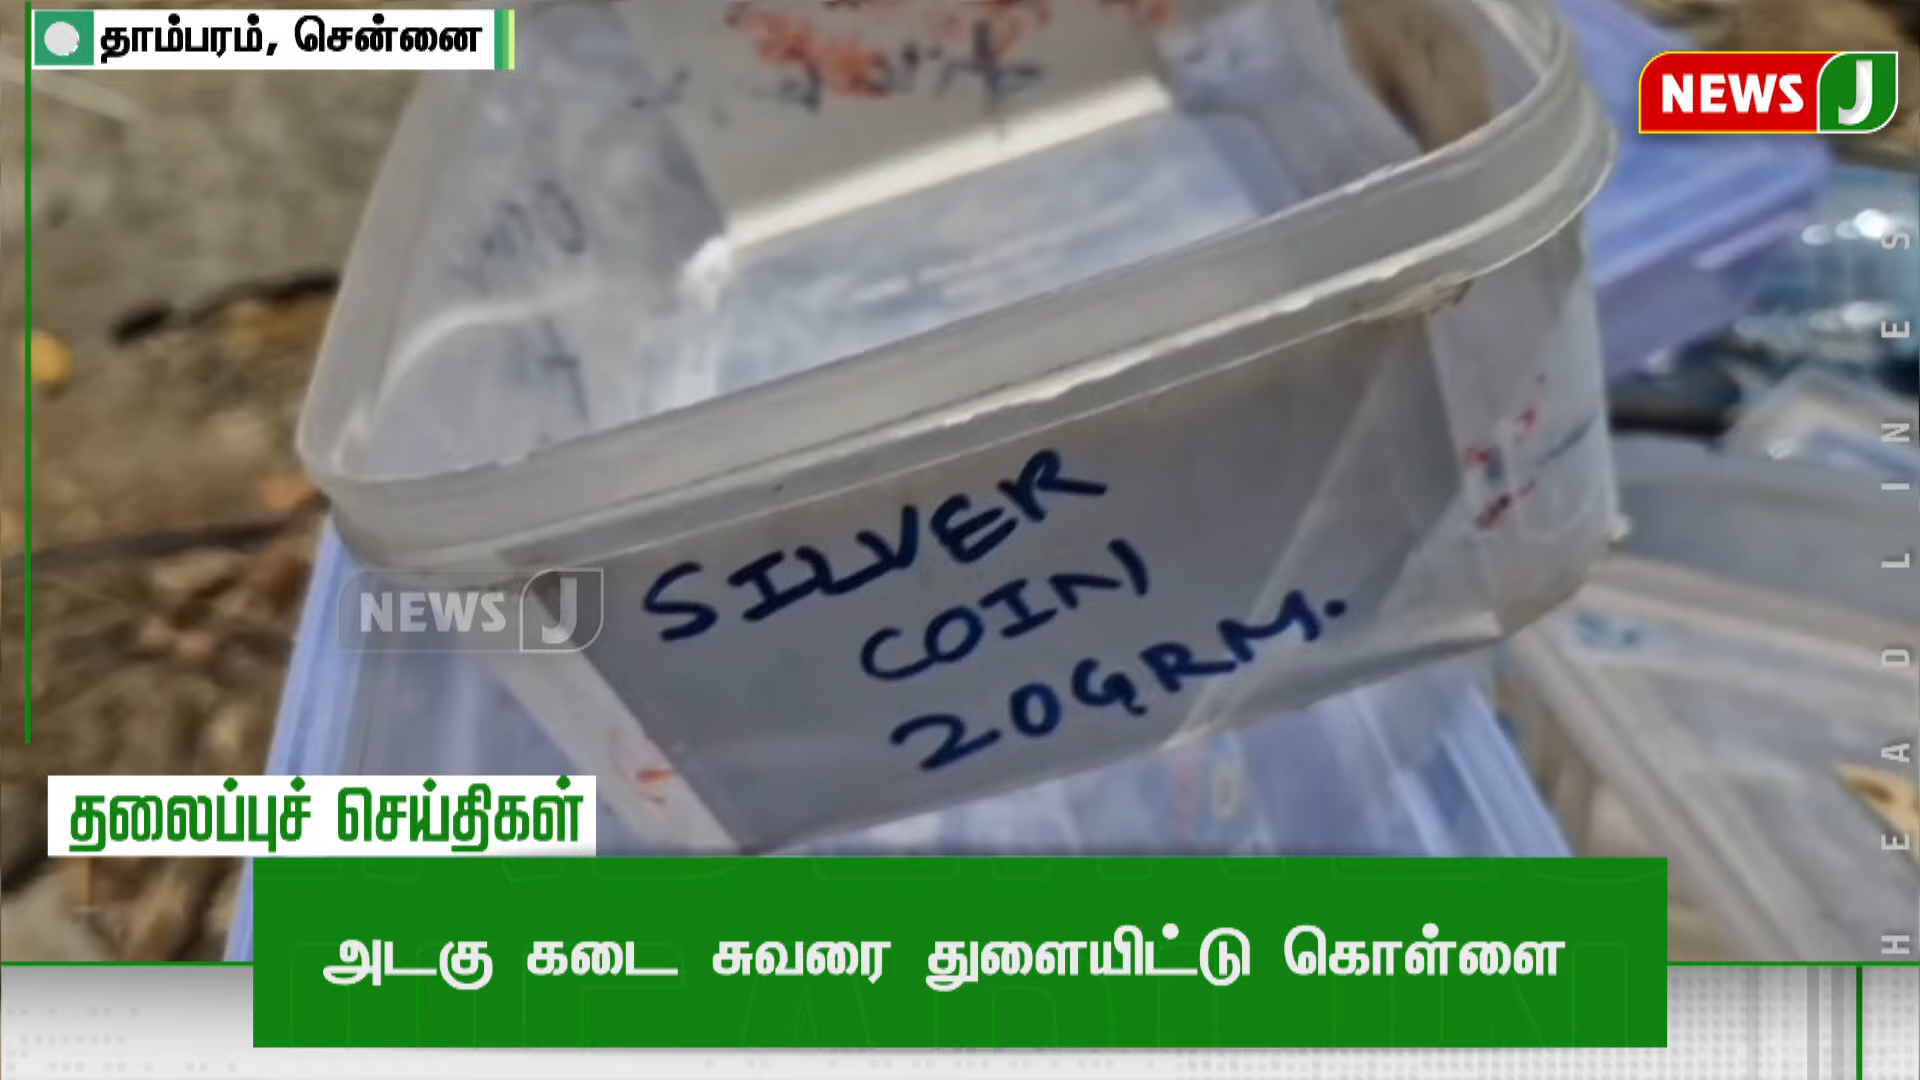 தாம்பரம், சென்னை
NEWS J
SILVER
COIN
20GRM.
NEWS J
HEADLINES
தலைப்புச் செய்திகள்
அடகு கடை சுவரை துளையிட்டு கொள்ளை